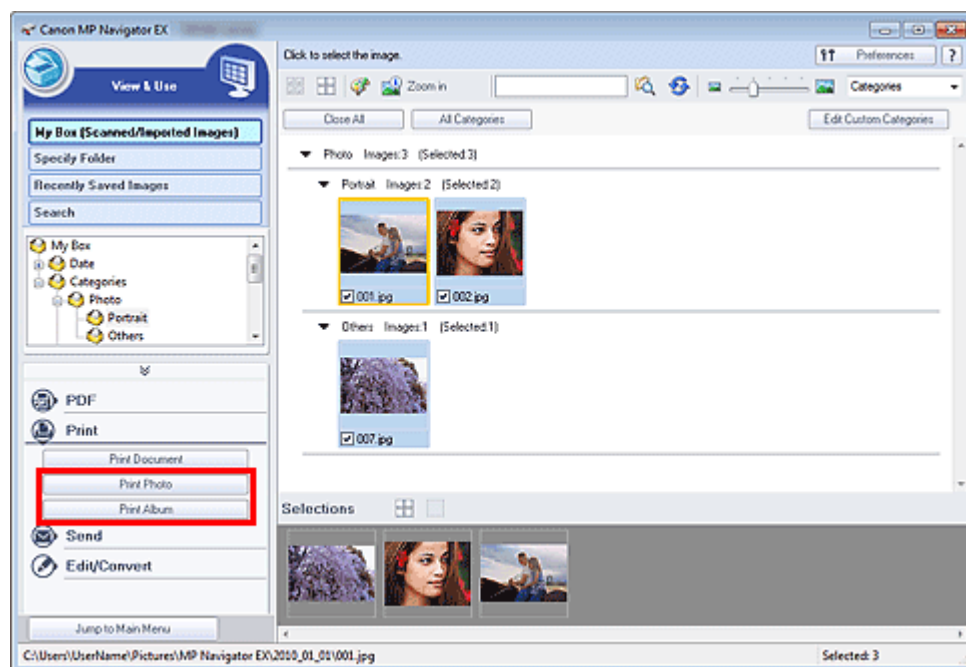 Canon MP Navigator EX
View & Use
My Box (Scanned/Imported Images)
Specify Folder
Recently Saved Images
Search
My Box
Date
Categories
Photo
Portrait
Others
PDF
Print
Print Document
Print Photo
Print Album
Send
Edit/Convert
Jump to Main Menu
Click to select the image.
Preferences
?
Zoom in
Categories
Close All
All Categories
Edit Custom Categories
Photo Images:3 (Selected:3)
Portrait Images:2 (Selected:2)
001.jpg
002.jpg
Others Images:1 (Selected:1)
007.jpg
Selections
C:\Users\UserName\Pictures\MP Navigator EX\2010_01_01\001.jpg
Selected: 3